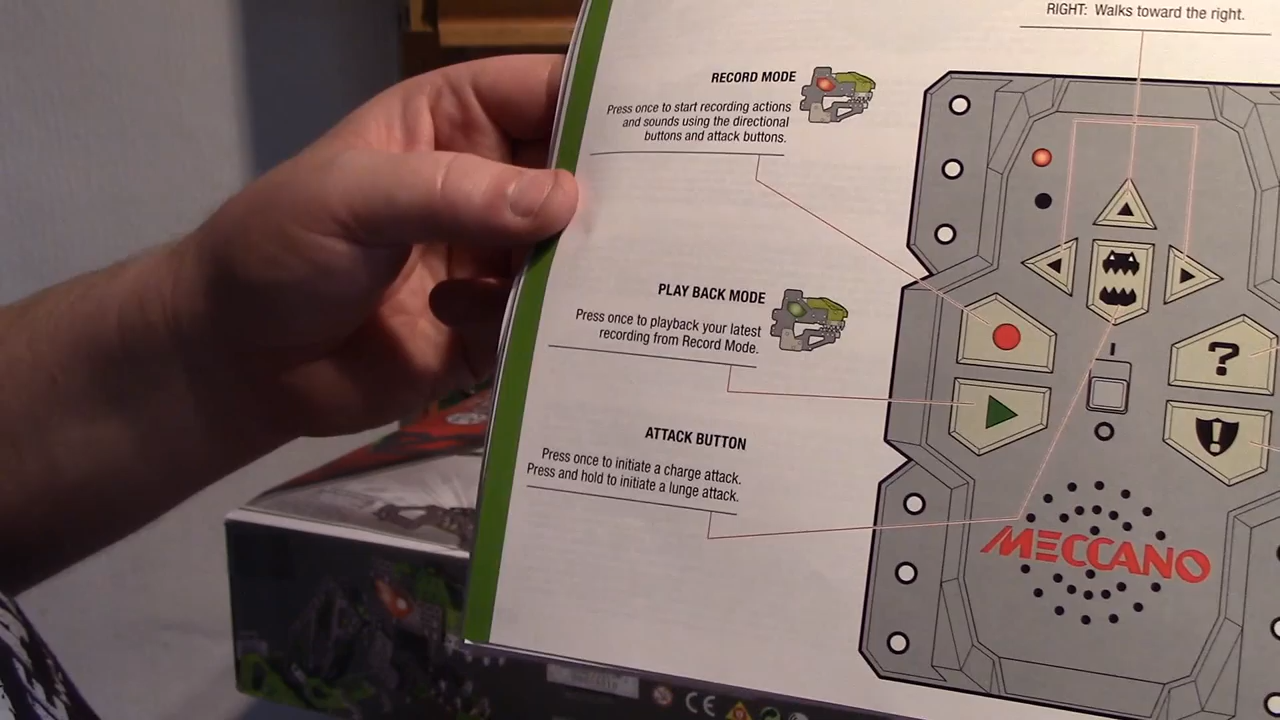 RIGHT: Walks toward the right.
RECORD MODE
Press once to start recording actions
and sounds using the directional
buttons and attack buttons.
PLAY BACK MODE
Press once to playback your latest
recording from Record Mode.
ATTACK BUTTON
Press once to initiate a charge attack.
Press and hold to initiate a lunge attack.
?
!
MECCANO
CE